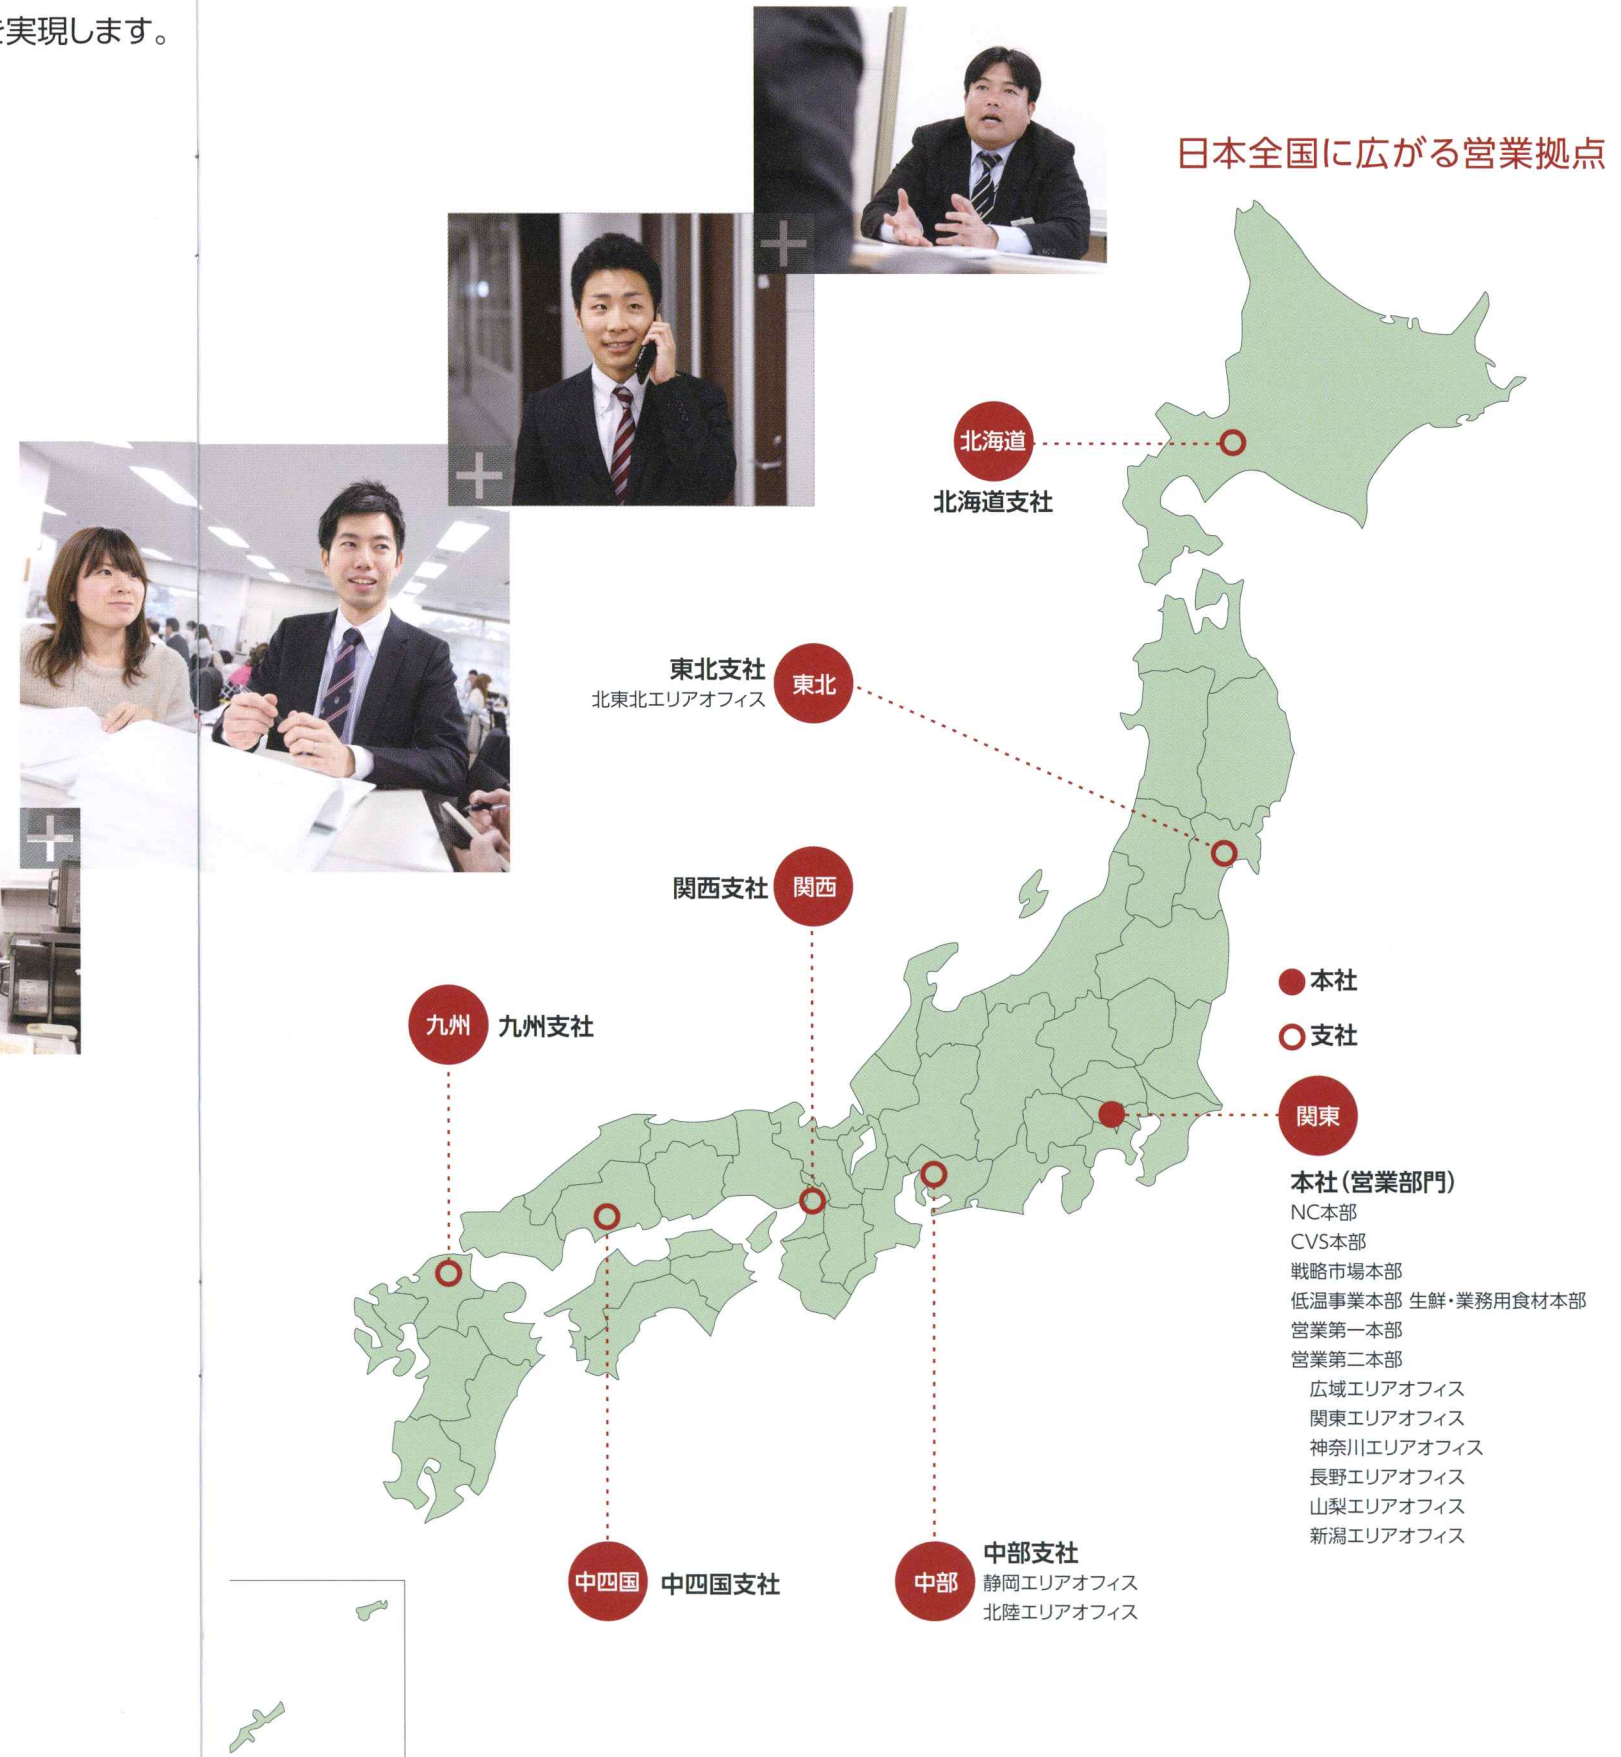 を実現します。
日本全国に広がる営業拠点
北海道
北海道支社
東北支社
北東北エリアオフィス
東北
関西支社
関西
九州
九州支社
本社
支社
関東
本社(営業部門)
NC本部
CVS本部
戦略市場本部
低温事業本部 生鮮・業務用食材本部
営業第一本部
営業第二本部
広域エリアオフィス
関東エリアオフィス
神奈川エリアオフィス
長野エリアオフィス
山梨エリアオフィス
新潟エリアオフィス
中四国
中四国支社
中部
中部支社
静岡エリアオフィス
北陸エリアオフィス